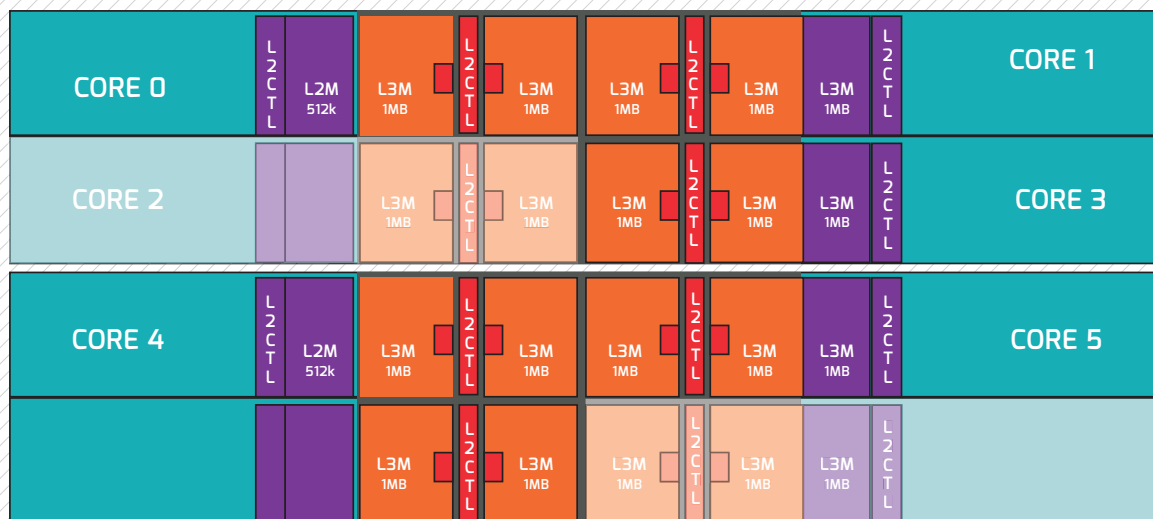 CORE 0
L2CTL
L2M
512k
L3M
1MB
L2CTL
L3M
1MB
L3M
1MB
L2CTL
L3M
1MB
L3M
1MB
L2CTL
CORE 1
CORE 2
L3M
1MB
L2CTL
L3M
1MB
L3M
1MB
L2CTL
L3M
1MB
L3M
1MB
L2CTL
CORE 3
CORE 4
L2CTL
L2M
512k
L3M
1MB
L2CTL
L3M
1MB
L3M
1MB
L2CTL
L3M
1MB
L3M
1MB
L2CTL
CORE 5
L3M
1MB
L2CTL
L3M
1MB
L3M
1MB
L2CTL
L3M
1MB
L3M
1MB
L2CTL